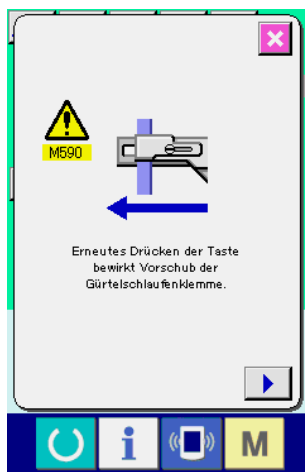 M590
Erneutes Drücken der Taste
bewirkt Vorschub der
Gürtelschlaufenklemme.
i
M